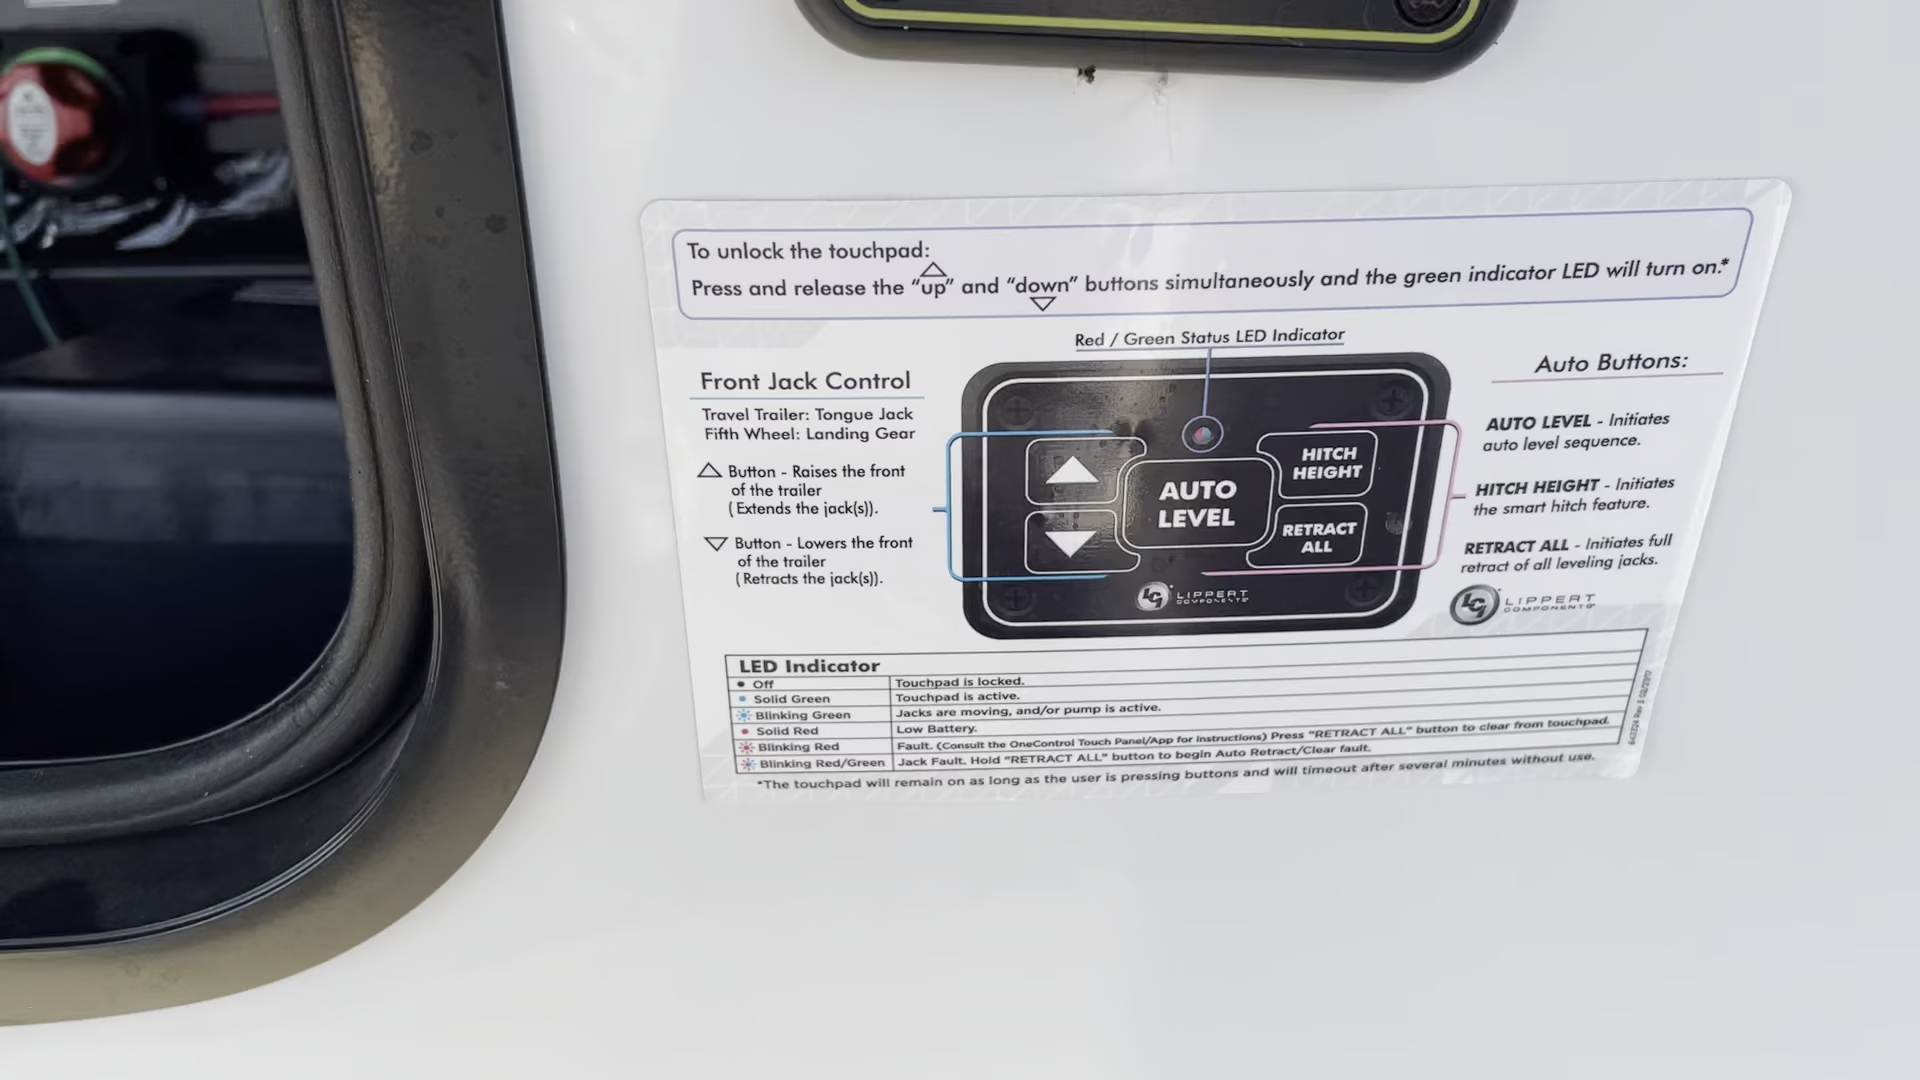 To unlock the touchpad:
Press and release the "up" and "down" buttons simultaneously and the green indicator LED will turn on.*
Red / Green Status LED Indicator
Front Jack Control
Travel Trailer: Tongue Jack
Fifth Wheel: Landing Gear
Button - Raises the front
of the trailer
(Extends the jack(s)).
Button - Lowers the front
of the trailer
(Retracts the jack(s)).
AUTO
LEVEL
HITCH
HEIGHT
RETRACT
ALL
LIPPERT
COMPONENTS
Auto Buttons:
AUTO LEVEL - Initiates
auto level sequence.
HITCH HEIGHT - Initiates
the smart hitch feature.
RETRACT ALL - Initiates full
retract of all leveling jacks.
LIPPERT
COMPONENTS
LED Indicator
Off Touchpad is locked.
Solid Green Touchpad is active.
Blinking Green Jacks are moving, and/or pump is active.
Solid Red Low Battery.
Blinking Red Fault. (Consult the OneControl Touch Panel/App for instructions) Press "RETRACT ALL" button to clear from touchpad.
Blinking Red/Green Jack Fault. Hold "RETRACT ALL" button to begin Auto Retract/Clear fault.
*The touchpad will remain on as long as the user is pressing buttons and will timeout after several minutes without use.